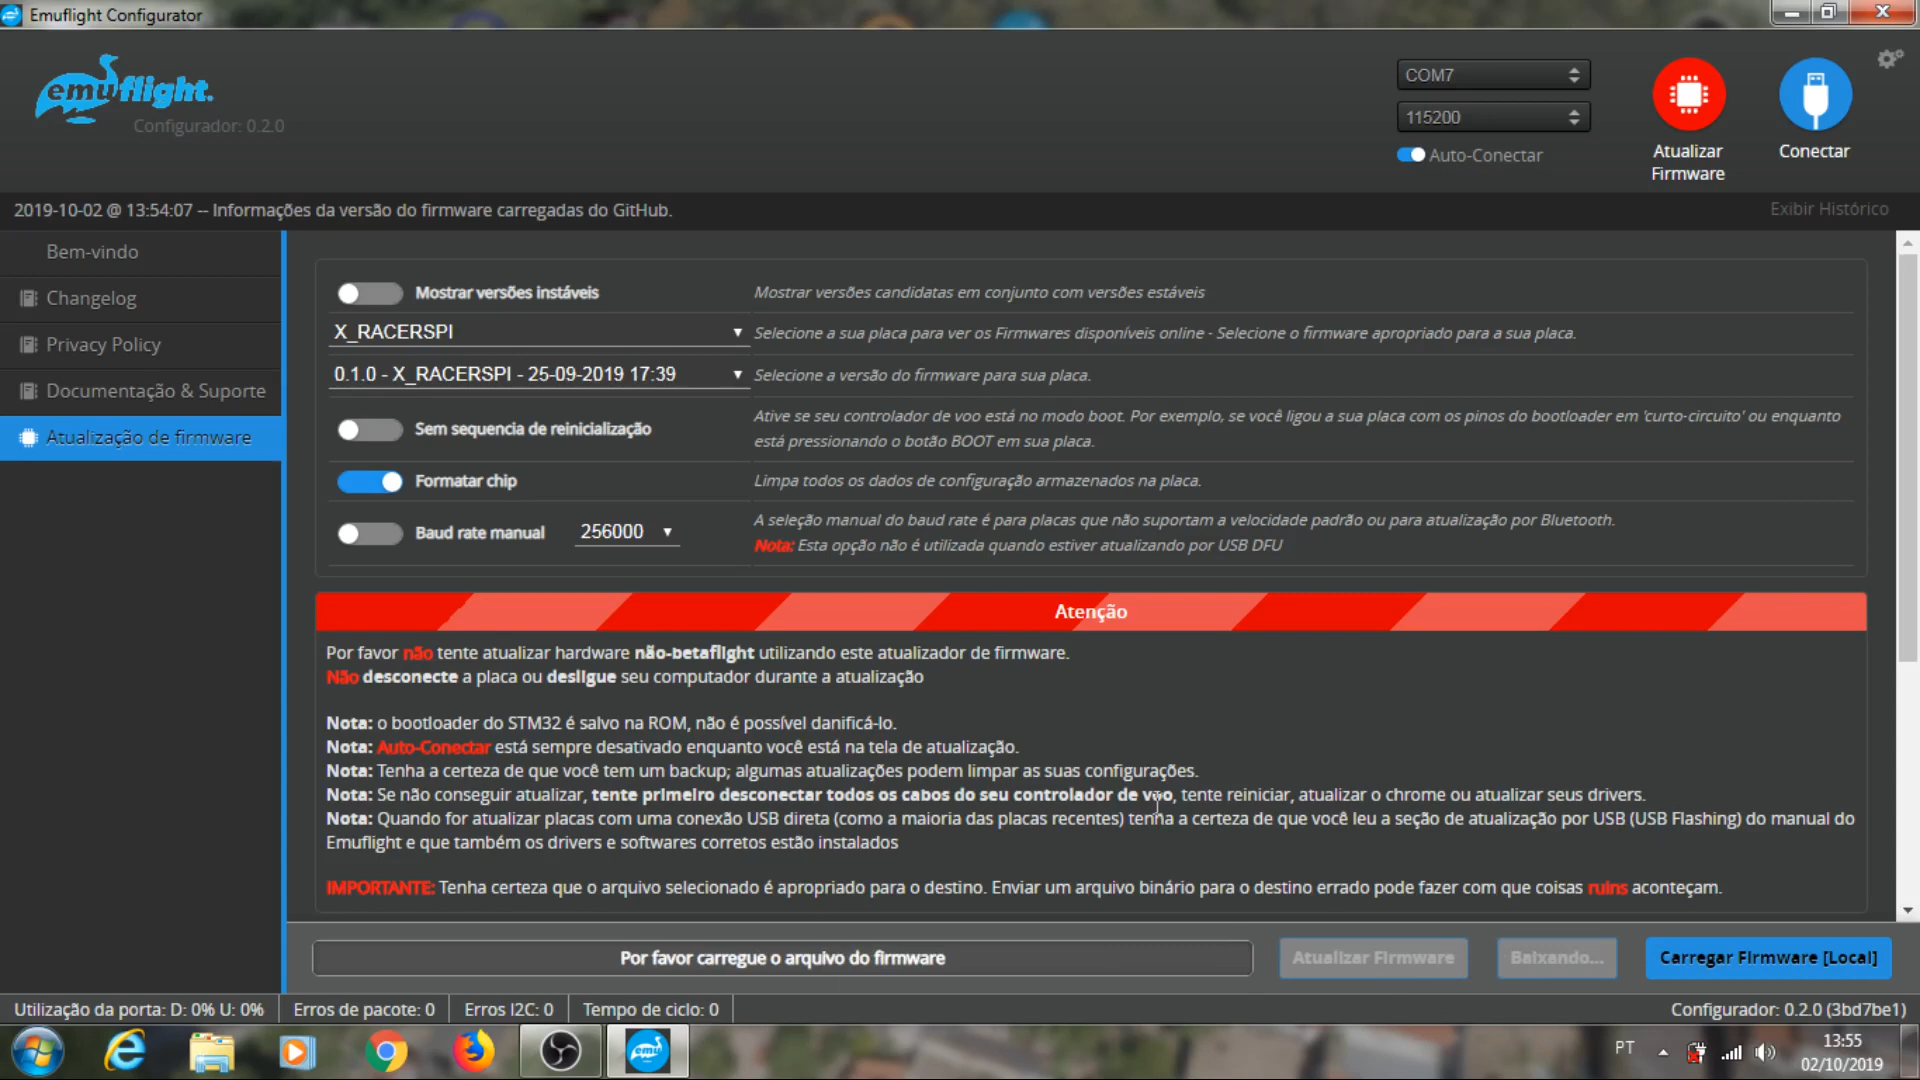 Emuflight Configurator
emuflight.
Configurador: 0.2.0
COM7
115200
Auto-Conectar
Atualizar
Firmware
Conectar
2019-10-02 @ 13:54:07 -- Informações da versão do firmware carregadas do GitHub.
Exibir Histórico
Bem-vindo
Changelog
Privacy Policy
Documentação & Suporte
Atualização de firmware
Mostrar versões instáveis
Mostrar versões candidatas em conjunto com versões estáveis
X_RACERSPI
Selecione a sua placa para ver os Firmwares disponíveis online - Selecione o firmware apropriado para a sua placa.
0.1.0 - X_RACERSPI - 25-09-2019 17:39
Selecione a versão do firmware para sua placa.
Sem sequencia de reinicialização
Ative se seu controlador de voo está no modo boot. Por exemplo, se você ligou a sua placa com os pinos do bootloader em 'curto-circuito' ou enquanto
está pressionando o botão BOOT em sua placa.
Formatar chip
Limpa todos os dados de configuração armazenados na placa.
Baud rate manual
256000
A seleção manual do baud rate é para placas que não suportam a velocidade padrão ou para atualização por Bluetooth.
Nota: Esta opção não é utilizada quando estiver atualizando por USB DFU
Atenção
Por favor não tente atualizar hardware não-betaflight utilizando este atualizador de firmware.
Não desconecte a placa ou desligue seu computador durante a atualização
Nota: o bootloader do STM32 é salvo na ROM, não é possível danificá-lo.
Nota: Auto-Conectar está sempre desativado enquanto você está na tela de atualização.
Nota: Tenha a certeza de que você tem um backup; algumas atualizações podem limpar as suas configurações.
Nota: Se não conseguir atualizar, tente primeiro desconectar todos os cabos do seu controlador de voo, tente reiniciar, atualizar o chrome ou atualizar seus drivers.
Nota: Quando for atualizar placas com uma conexão USB direta (como a maioria das placas recentes) tenha a certeza de que você leu a seção de atualização por USB (USB Flashing) do manual do
Emuflight e que também os drivers e softwares corretos estão instalados
IMPORTANTE: Tenha certeza que o arquivo selecionado é apropriado para o destino. Enviar um arquivo binário para o destino errado pode fazer com que coisas ruins aconteçam.
Por favor carregue o arquivo do firmware
Atualizar Firmware
Baixando...
Carregar Firmware [Local]
Utilização da porta: D: 0% U: 0%
Erros de pacote: 0
Erros I2C: 0
Tempo de ciclo: 0
Configurador: 0.2.0 (3bd7be1)
emu
PT
13:55
02/10/2019